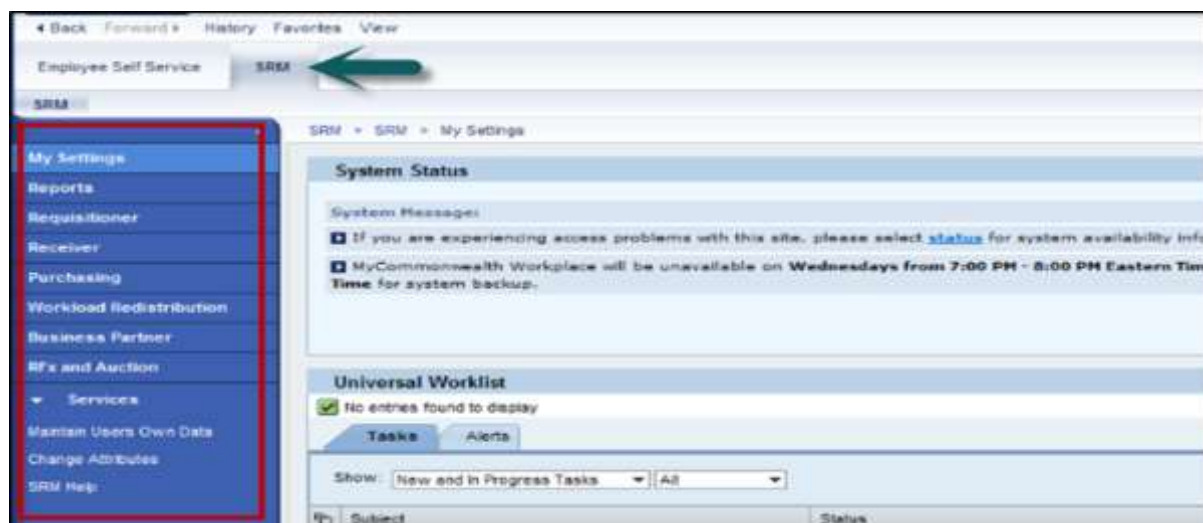 Back Forward History Favorites View
Employee Self Service SRM
SRM
SRM > SRM > My Settings
My Settings
Reports
Requisitioner
Receiver
Purchasing
Workload Redistribution
Business Partner
RFx and Auction
Services
Maintain Users Own Data
Change Attributes
SRM Help
System Status
System Message:
If you are experiencing access problems with this site, please select status for system availability info
MyCommonwealth Workplace will be unavailable on Wednesdays from 7:00 PM - 8:00 PM Eastern Tim
Time for system backup.
Universal Worklist
No entries found to display
Tasks Alerts
Show: New and In Progress Tasks All
Subject Status